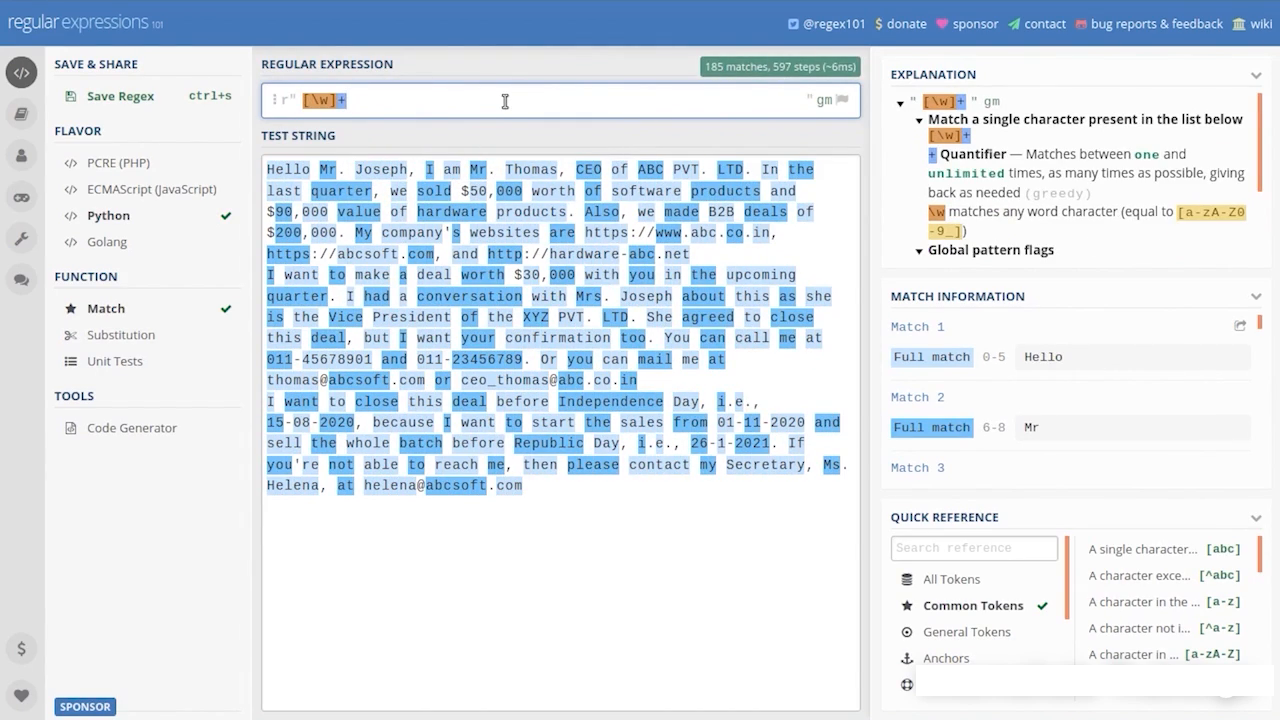 regular expressions 101
@regex101 $ donate sponsor contact bug reports & feedback wiki
SAVE & SHARE
Save Regex ctrl+s
FLAVOR
</> PCRE (PHP)
</> ECMAScript (JavaScript)
</> Python
</> Golang
FUNCTION
Match
Substitution
Unit Tests
TOOLS
Code Generator
SPONSOR
REGULAR EXPRESSION
185 matches, 597 steps (~6ms)
r" [\w]+ " gm
TEST STRING
Hello Mr. Joseph, I am Mr. Thomas, CEO of ABC PVT. LTD. In the
last quarter, we sold $50,000 worth of software products and
$90,000 value of hardware products. Also, we made B2B deals of
$200,000. My company's websites are https://www.abc.co.in,
https://abcsoft.com, and http://hardware-abc.net
I want to make a deal worth $30,000 with you in the upcoming
quarter. I had a conversation with Mrs. Joseph about this as she
is the Vice President of the XYZ PVT. LTD. She agreed to close
this deal, but I want your confirmation too. You can call me at
011-45678901 and 011-23456789. Or you can mail me at
thomas@abcsoft.com or ceo_thomas@abc.co.in
I want to close this deal before Independence Day, i.e.,
15-08-2020, because I want to start the sales from 01-11-2020 and
sell the whole batch before Republic Day, i.e., 26-1-2021. If
you're not able to reach me, then please contact my Secretary, Ms.
Helena, at helena@abcsoft.com
EXPLANATION
" [\w]+ " gm
Match a single character present in the list below
[\w]+
+ Quantifier — Matches between one and
unlimited times, as many times as possible, giving
back as needed (greedy)
\w matches any word character (equal to [a-zA-Z0
-9_])
Global pattern flags
MATCH INFORMATION
Match 1
Full match 0-5 Hello
Match 2
Full match 6-8 Mr
Match 3
QUICK REFERENCE
Search reference
All Tokens
Common Tokens
General Tokens
Anchors
A single character... [abc]
A character exce... [^abc]
A character in the ... [a-z]
A character not i... [^a-z]
A character in ... [a-zA-Z]